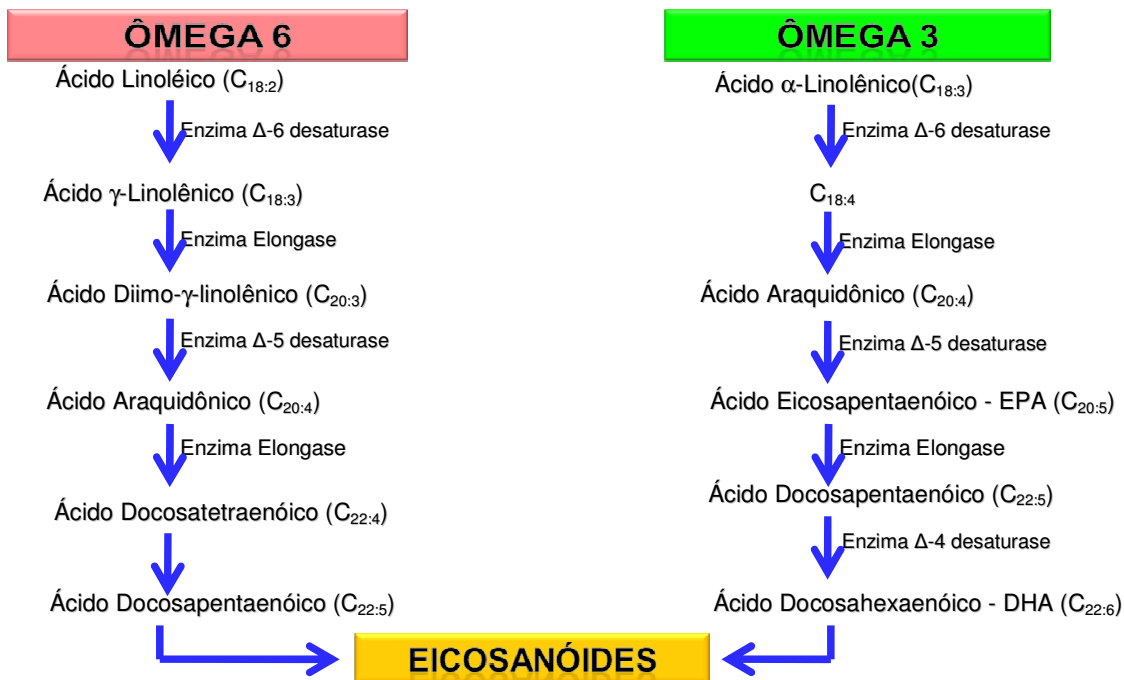 ÔMEGA 6
Ácido Linoléico (C18:2)
Enzima Δ-6 desaturase
Ácido γ-Linolênico (C18:3)
Enzima Elongase
Ácido Diimo-γ-linolênico (C20:3)
Enzima Δ-5 desaturase
Ácido Araquidônico (C20:4)
Enzima Elongase
Ácido Docosatetraenóico (C22:4)
Ácido Docosapentaenóico (C22:5)
ÔMEGA 3
Ácido α-Linolênico(C18:3)
Enzima Δ-6 desaturase
C18:4
Enzima Elongase
Ácido Araquidônico (C20:4)
Enzima Δ-5 desaturase
Ácido Eicosapentaenóico - EPA (C20:5)
Enzima Elongase
Ácido Docosapentaenóico (C22:5)
Enzima Δ-4 desaturase
Ácido Docosahexaenóico - DHA (C22:6)
EICOSANÓIDES